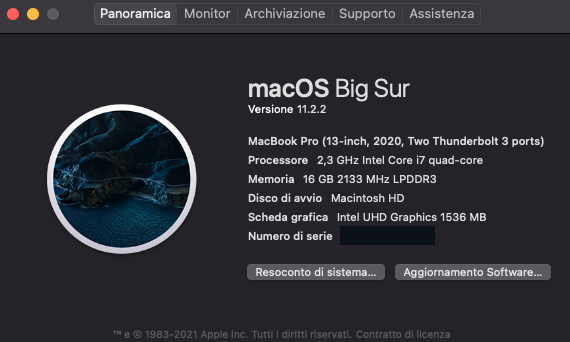 Panoramica Monitor Archiviazione Supporto Assistenza
macOS Big Sur
Versione 11.2.2
MacBook Pro (13-inch, 2020, Two Thunderbolt 3 ports)
Processore 2,3 GHz Intel Core i7 quad-core
Memoria 16 GB 2133 MHz LPDDR3
Disco di avvio Macintosh HD
Scheda grafica Intel UHD Graphics 1536 MB
Numero di serie
Resoconto di sistema... Aggiornamento Software...
™ e © 1983-2021 Apple Inc. Tutti i diritti riservati. Contratto di licenza